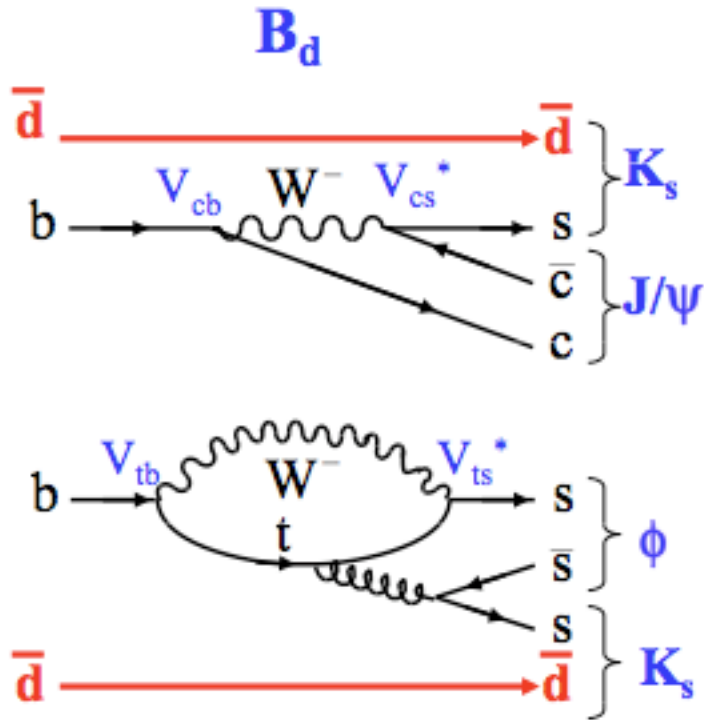 B_d
d̅ d̅
K_s
V_cb W⁻ V_cs*
b s
c̅
J/ψ
c
V_tb W⁻ V_ts*
b s
t
ϕ
s̅
s
K_s
d̅ d̅